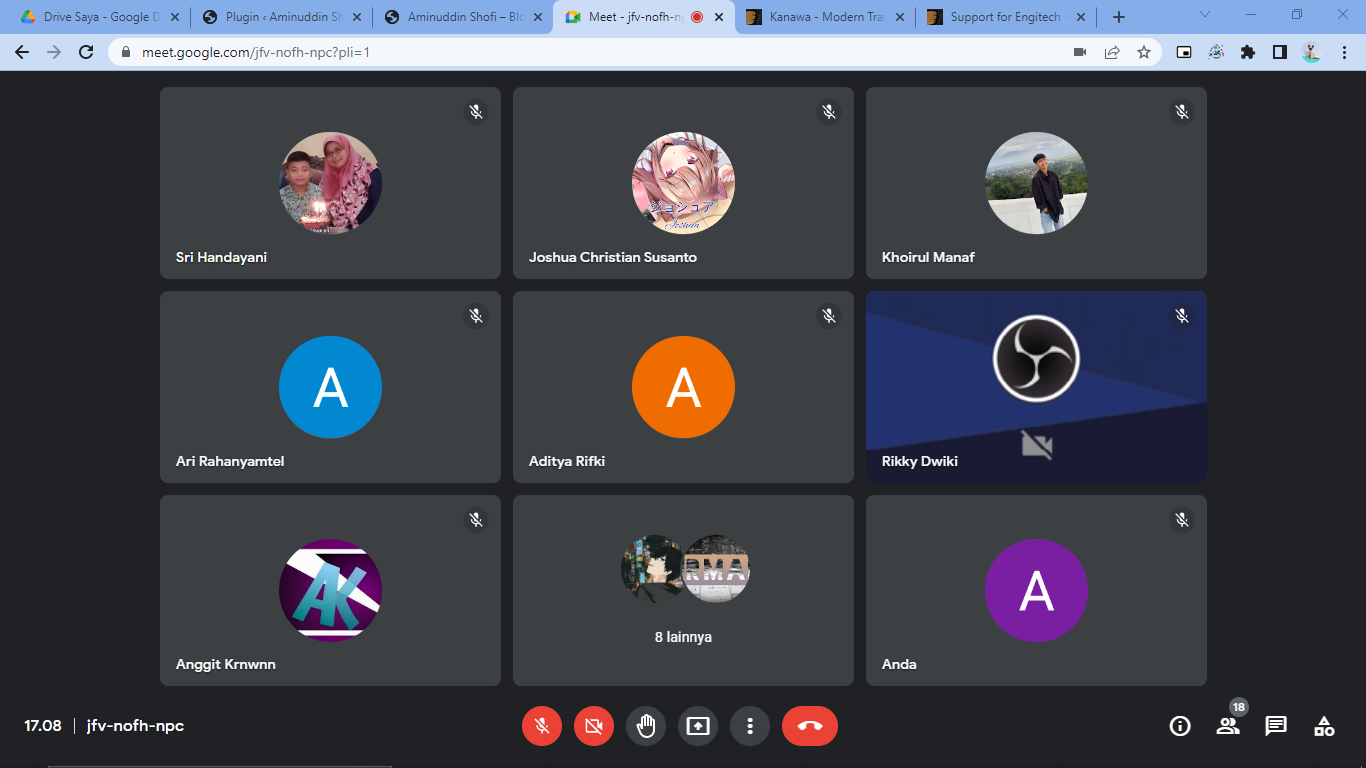 Drive Saya - Google D
Plugin ‹ Aminuddin Sh
Aminuddin Shofi – Blo
Meet - jfv-nofh-np
Kanawa - Modern Trav
Support for Engitech -
meet.google.com/jfv-nofh-npc?pli=1
Sri Handayani
ジョシュア
Joshua
Joshua Christian Susanto
Khoirul Manaf
A
Ari Rahanyamtel
A
Aditya Rifki
Rikky Dwiki
AK
Anggit Krnwnn
RMA
8 lainnya
A
Anda
17.08
jfv-nofh-npc
18